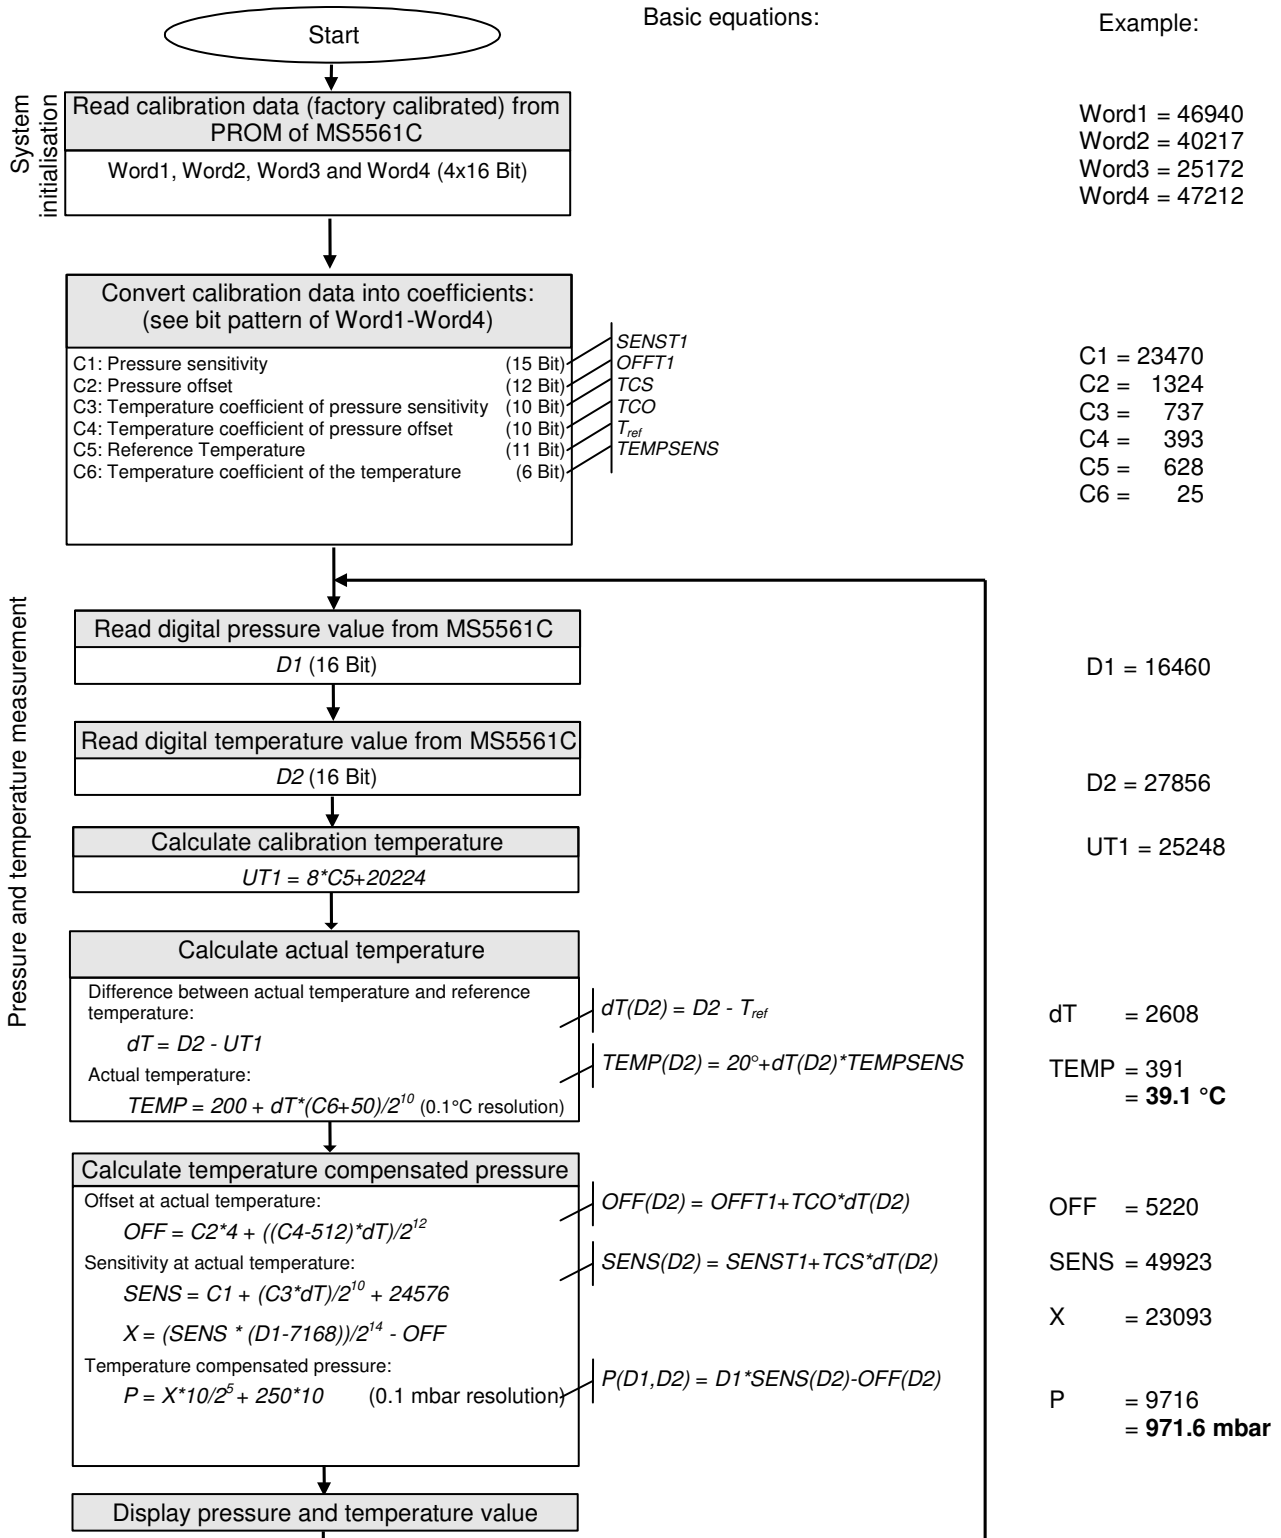 Basic equations:
Example:
Start
System
initialisation
Read calibration data (factory calibrated) from
PROM of MS5561C
Word1, Word2, Word3 and Word4 (4x16 Bit)
Word1 = 46940
Word2 = 40217
Word3 = 25172
Word4 = 47212
Convert calibration data into coefficients:
(see bit pattern of Word1-Word4)
C1: Pressure sensitivity (15 Bit)
C2: Pressure offset (12 Bit)
C3: Temperature coefficient of pressure sensitivity (10 Bit)
C4: Temperature coefficient of pressure offset (10 Bit)
C5: Reference Temperature (11 Bit)
C6: Temperature coefficient of the temperature (6 Bit)
SENST1
OFFT1
TCS
TCO
Tref
TEMPSENS
C1 = 23470
C2 = 1324
C3 = 737
C4 = 393
C5 = 628
C6 = 25
Pressure and temperature measurement
Read digital pressure value from MS5561C
D1 (16 Bit)
D1 = 16460
Read digital temperature value from MS5561C
D2 (16 Bit)
D2 = 27856
Calculate calibration temperature
UT1 = 8*C5+20224
UT1 = 25248
Calculate actual temperature
Difference between actual temperature and reference
temperature:
dT = D2 - UT1
dT(D2) = D2 - Tref
dT = 2608
Actual temperature:
TEMP = 200 + dT*(C6+50)/2^10 (0.1°C resolution)
TEMP(D2) = 20°+dT(D2)*TEMPSENS
TEMP = 391
= 39.1 °C
Calculate temperature compensated pressure
Offset at actual temperature:
OFF = C2*4 + ((C4-512)*dT)/2^12
OFF(D2) = OFFT1+TCO*dT(D2)
OFF = 5220
Sensitivity at actual temperature:
SENS = C1 + (C3*dT)/2^10 + 24576
SENS(D2) = SENST1+TCS*dT(D2)
SENS = 49923
X = (SENS * (D1-7168))/2^14 - OFF
X = 23093
Temperature compensated pressure:
P = X*10/2^5 + 250*10 (0.1 mbar resolution)
P(D1,D2) = D1*SENS(D2)-OFF(D2)
P = 9716
= 971.6 mbar
Display pressure and temperature value